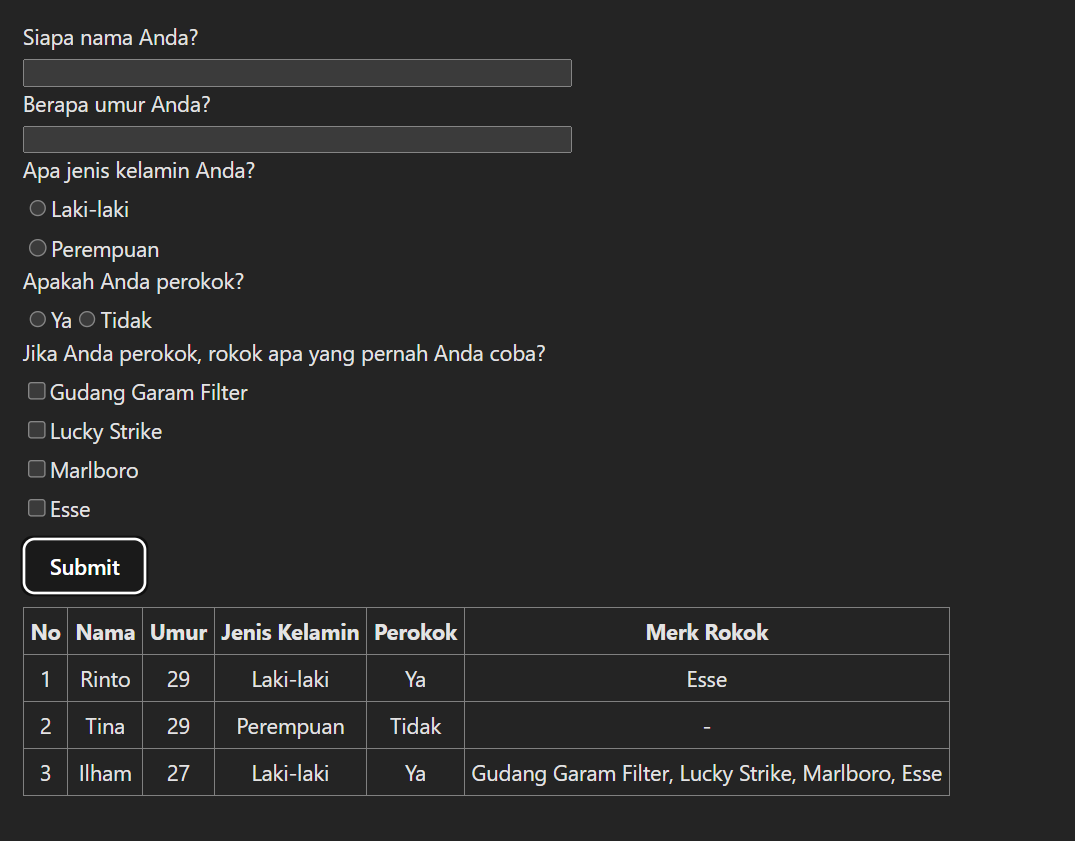 Siapa nama Anda?
Berapa umur Anda?
Apa jenis kelamin Anda?
Laki-laki
Perempuan
Apakah Anda perokok?
Ya Tidak
Jika Anda perokok, rokok apa yang pernah Anda coba?
Gudang Garam Filter
Lucky Strike
Marlboro
Esse
Submit
No Nama Umur Jenis Kelamin Perokok Merk Rokok
1 Rinto 29 Laki-laki Ya Esse
2 Tina 29 Perempuan Tidak -
3 Ilham 27 Laki-laki Ya Gudang Garam Filter, Lucky Strike, Marlboro, Esse